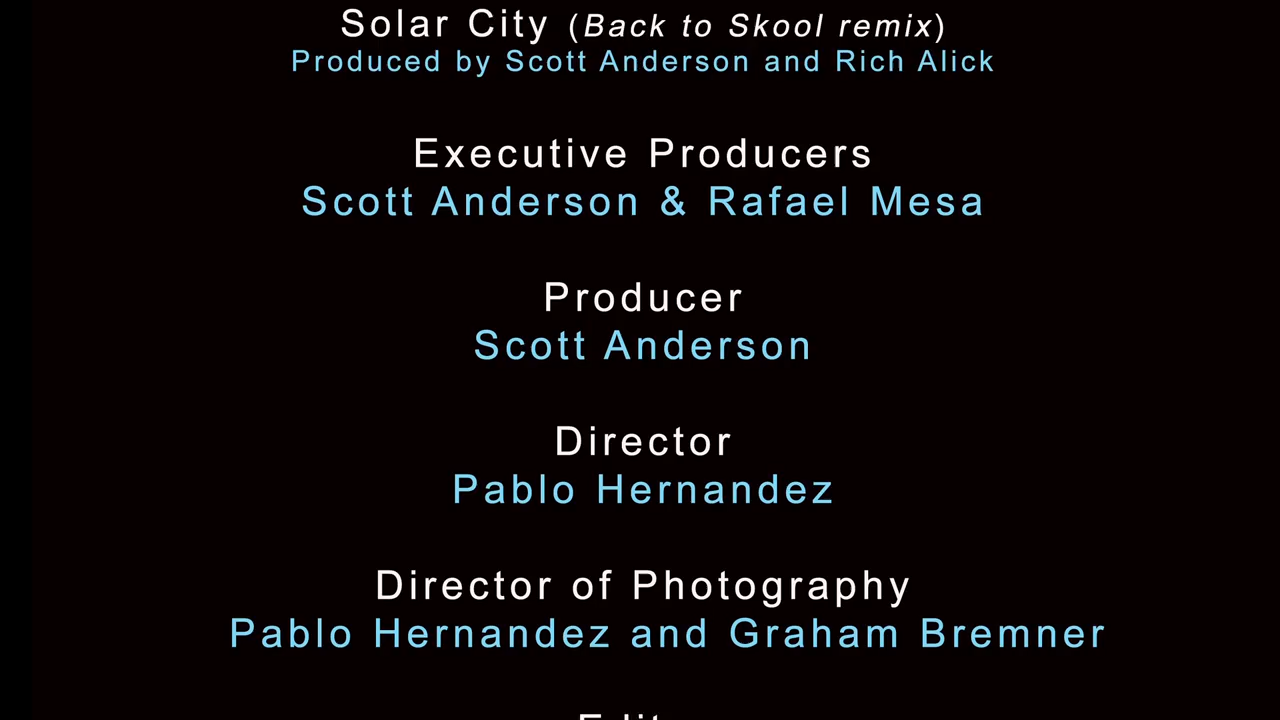 Solar City (Back to Skool remix)
Produced by Scott Anderson and Rich Alick
Executive Producers
Scott Anderson & Rafael Mesa
Producer
Scott Anderson
Director
Pablo Hernandez
Director of Photography
Pablo Hernandez and Graham Bremner